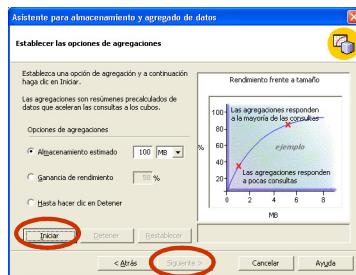 Asistente para almacenamiento y agregado de datos
Establecer las opciones de agregaciones
Establezca una opción de agregación y a continuación
haga clic en Iniciar.
Las agregaciones son resúmenes precalculados de
datos que aceleran las consultas a los cubos.
Opciones de agregaciones
Almacenamiento estimado 100 MB
Ganancia de rendimiento 50 %
Hasta hacer clic en Detener
Iniciar Detener Restablecer
Rendimiento frente a tamaño
Las agregaciones responden
a la mayoría de las consultas
ejemplo
Las agregaciones responden
a pocas consultas
%
100
80
60
40
20
0 2 4 6 8
MB
< Atrás Siguiente > Cancelar Ayuda